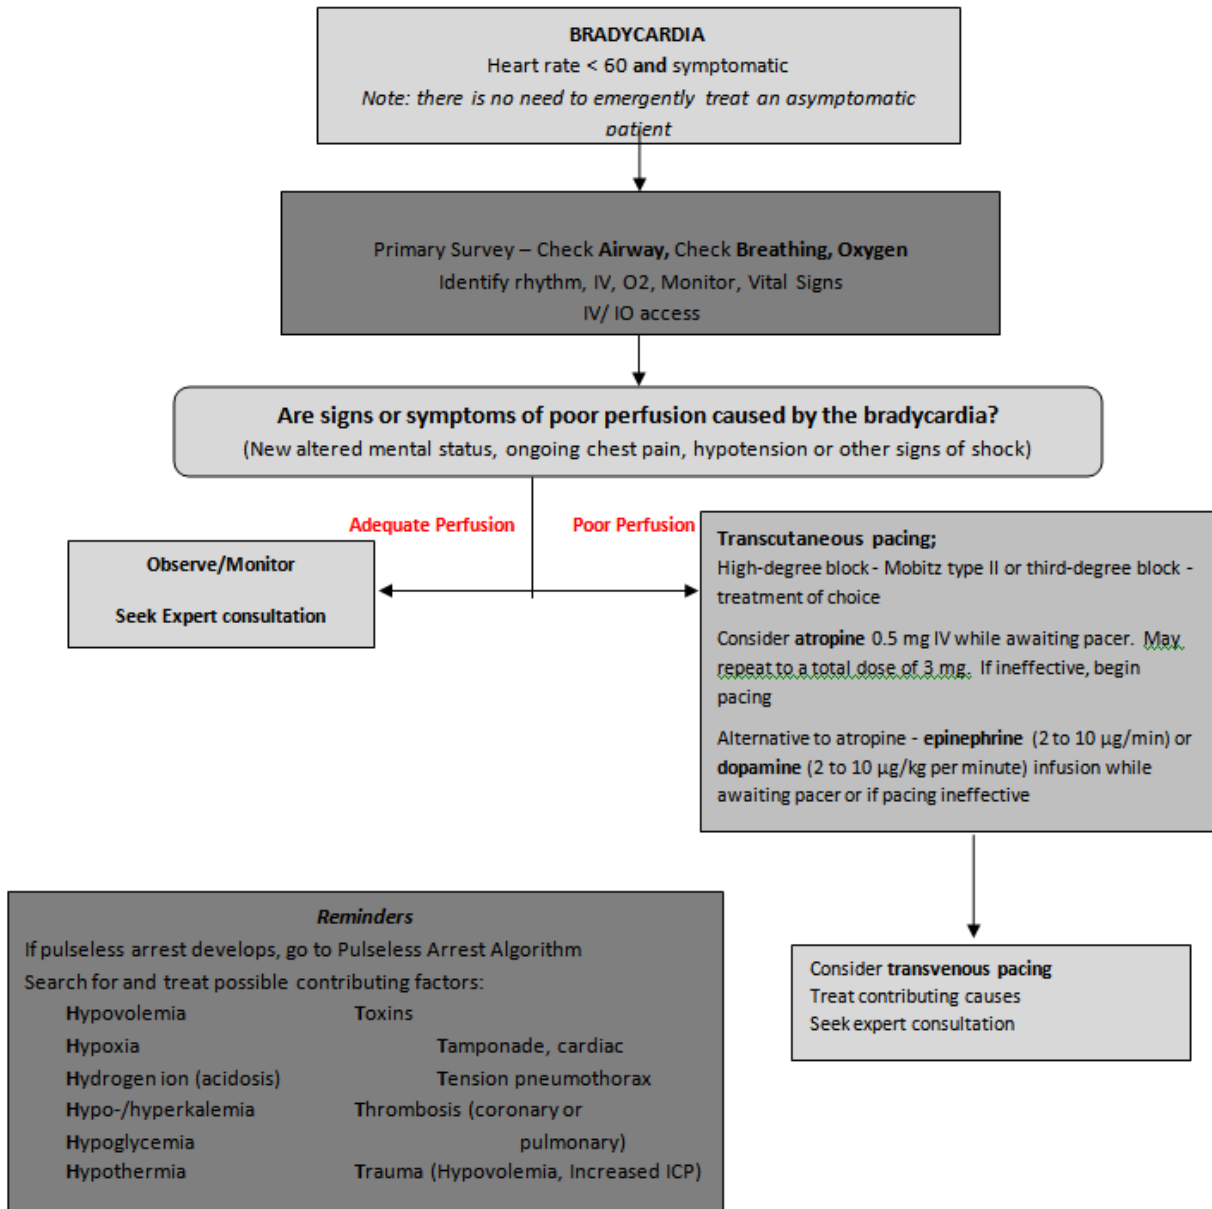 BRADYCARDIA
Heart rate < 60 and symptomatic
Note: there is no need to emergently treat an asymptomatic
patient
Primary Survey – Check Airway, Check Breathing, Oxygen
Identify rhythm, IV, O2, Monitor, Vital Signs
IV/ IO access
Are signs or symptoms of poor perfusion caused by the bradycardia?
(New altered mental status, ongoing chest pain, hypotension or other signs of shock)
Adequate Perfusion
Poor Perfusion
Observe/Monitor
Seek Expert consultation
Transcutaneous pacing;
High-degree block - Mobitz type II or third-degree block -
treatment of choice
Consider atropine 0.5 mg IV while awaiting pacer. May
repeat to a total dose of 3 mg. If ineffective, begin
pacing
Alternative to atropine - epinephrine (2 to 10 µg/min) or
dopamine (2 to 10 µg/kg per minute) infusion while
awaiting pacer or if pacing ineffective
Consider transvenous pacing
Treat contributing causes
Seek expert consultation
Reminders
If pulseless arrest develops, go to Pulseless Arrest Algorithm
Search for and treat possible contributing factors:
Hypovolemia Toxins
Hypoxia Tamponade, cardiac
Hydrogen ion (acidosis) Tension pneumothorax
Hypo-/hyperkalemia Thrombosis (coronary or
Hypoglycemia pulmonary)
Hypothermia Trauma (Hypovolemia, Increased ICP)